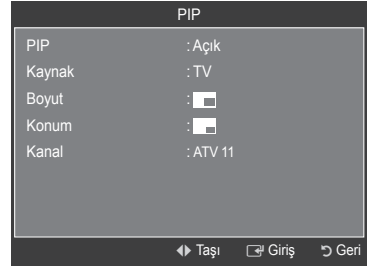 PIP
PIP : Açık
Kaynak : TV
Boyut :
Konum :
Kanal : ATV 11
Taşı Giriş Geri